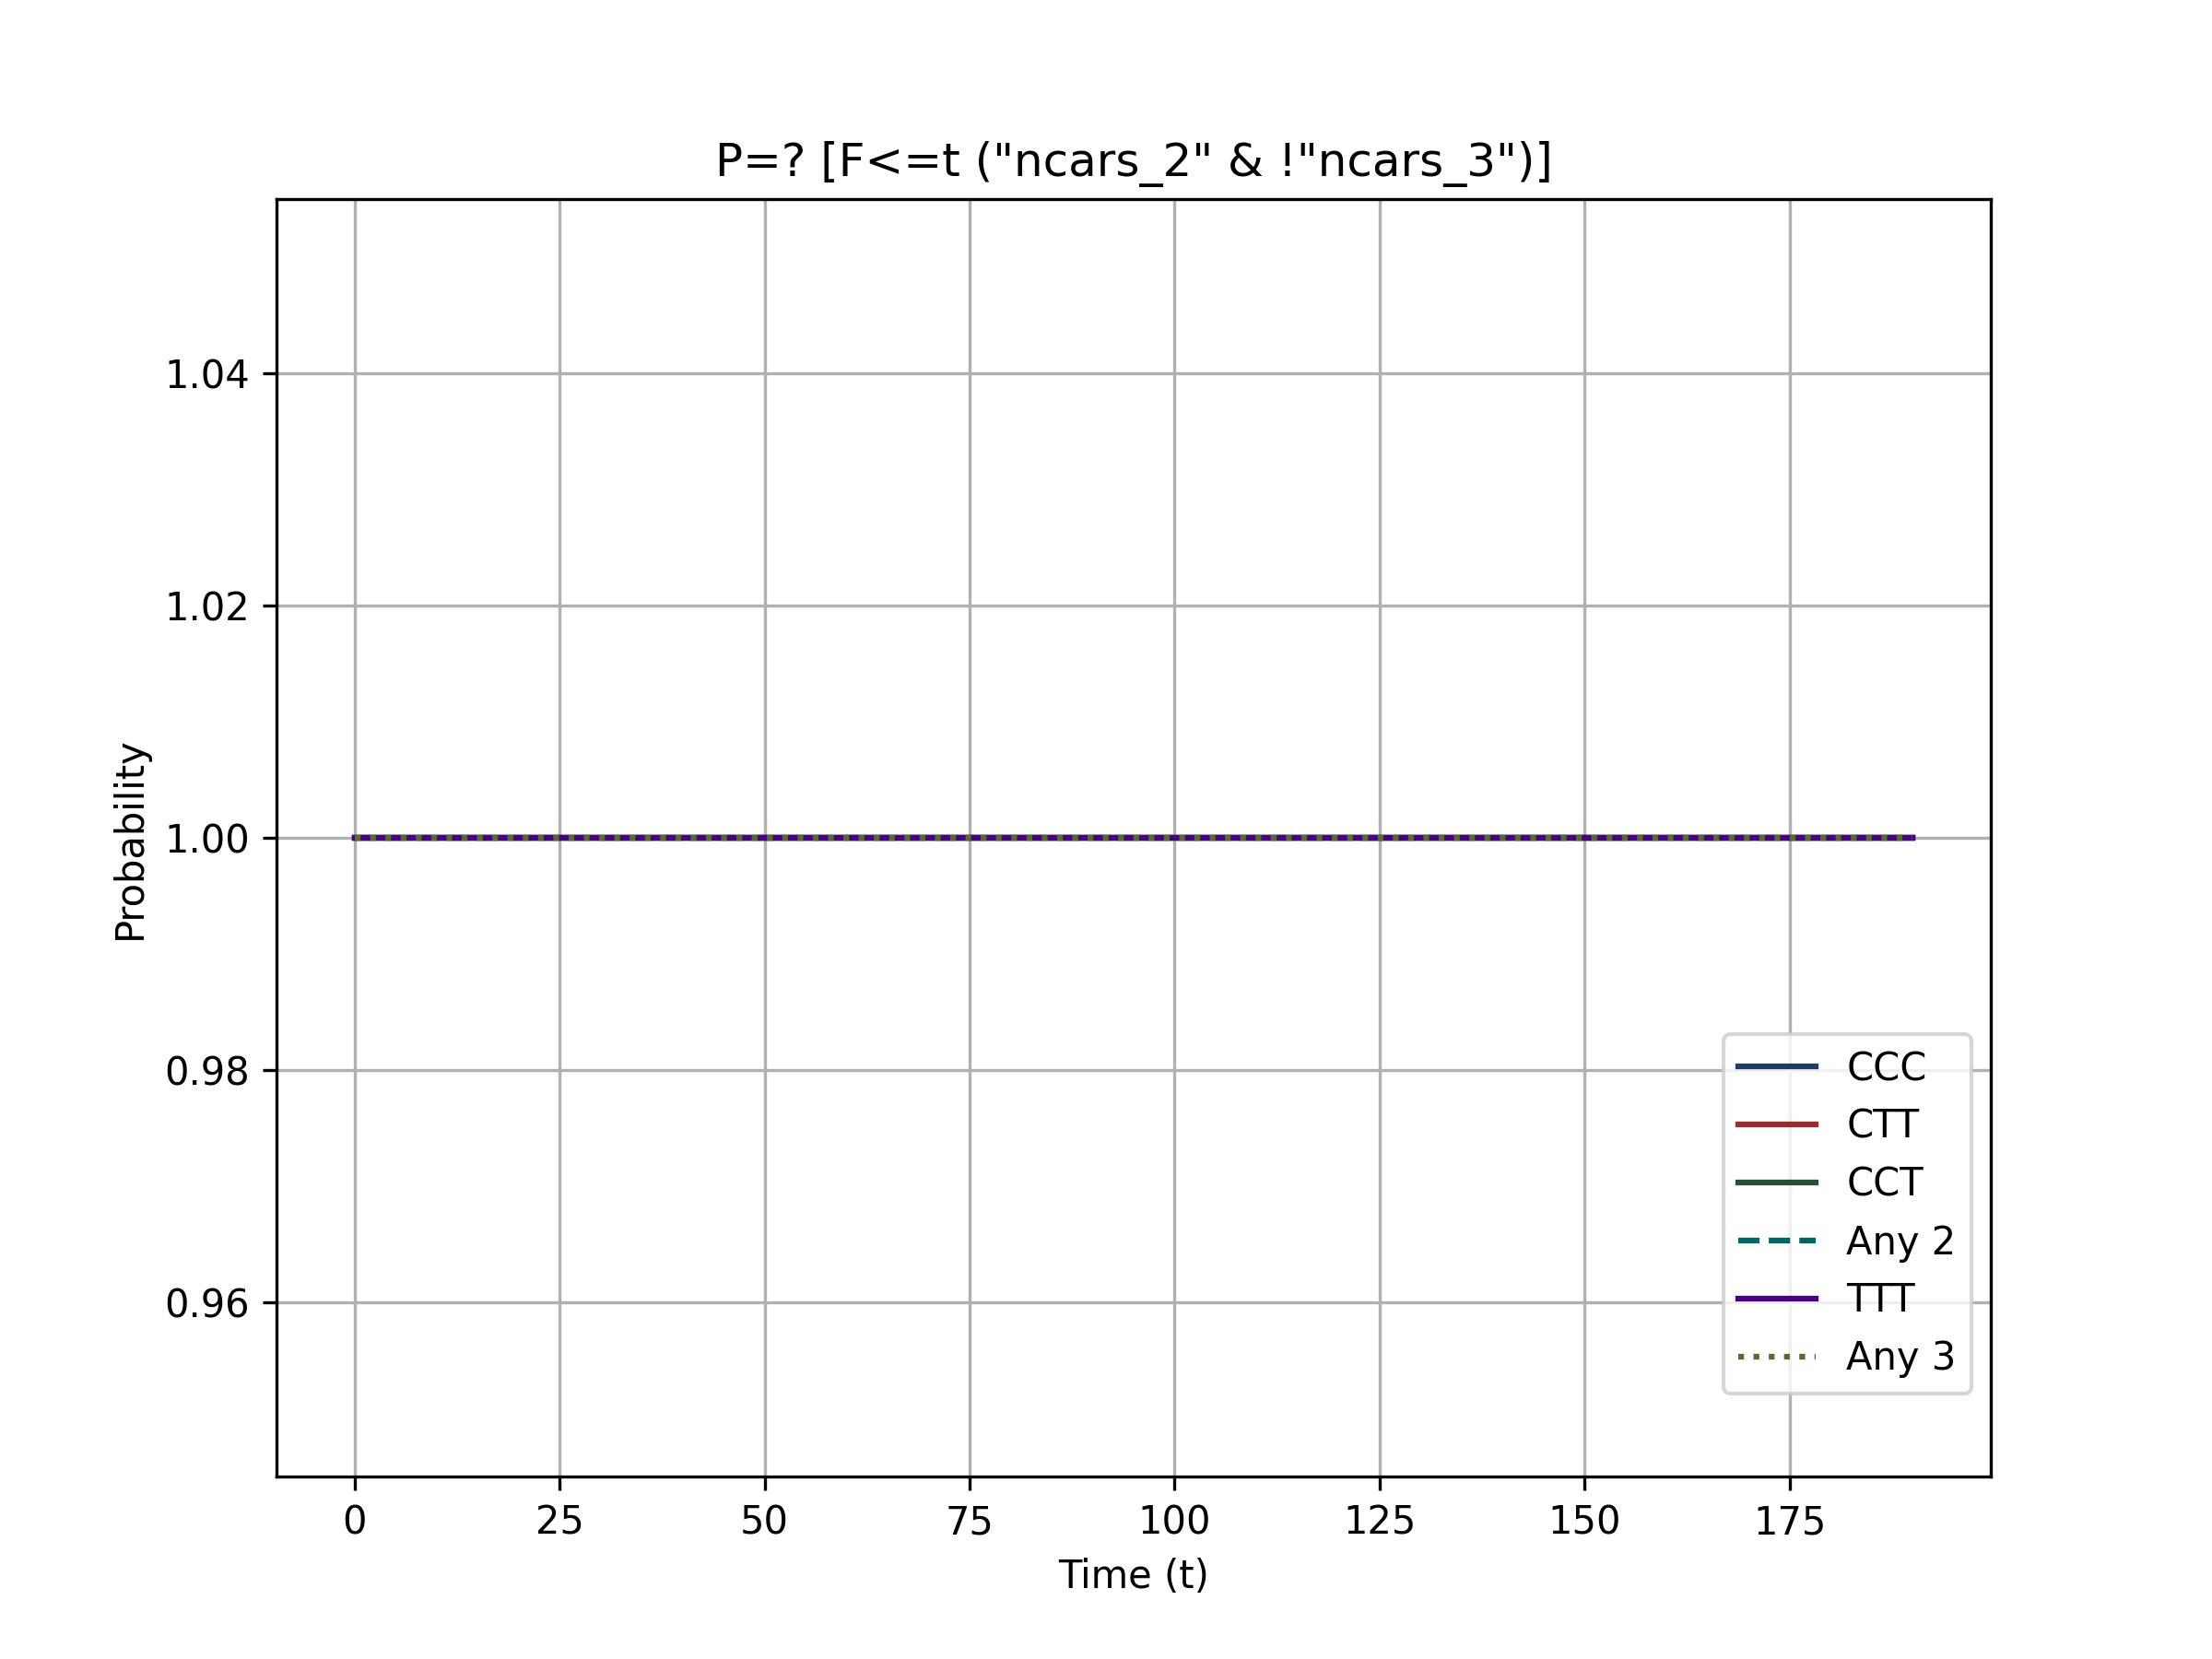 P=? [F<=t ("ncars_2" & !"ncars_3")]
1.04
1.02
1.00
0.98
0.96
Probability
CCC
CTT
CCT
Any 2
TTT
Any 3
0 25 50 75 100 125 150 175
Time (t)